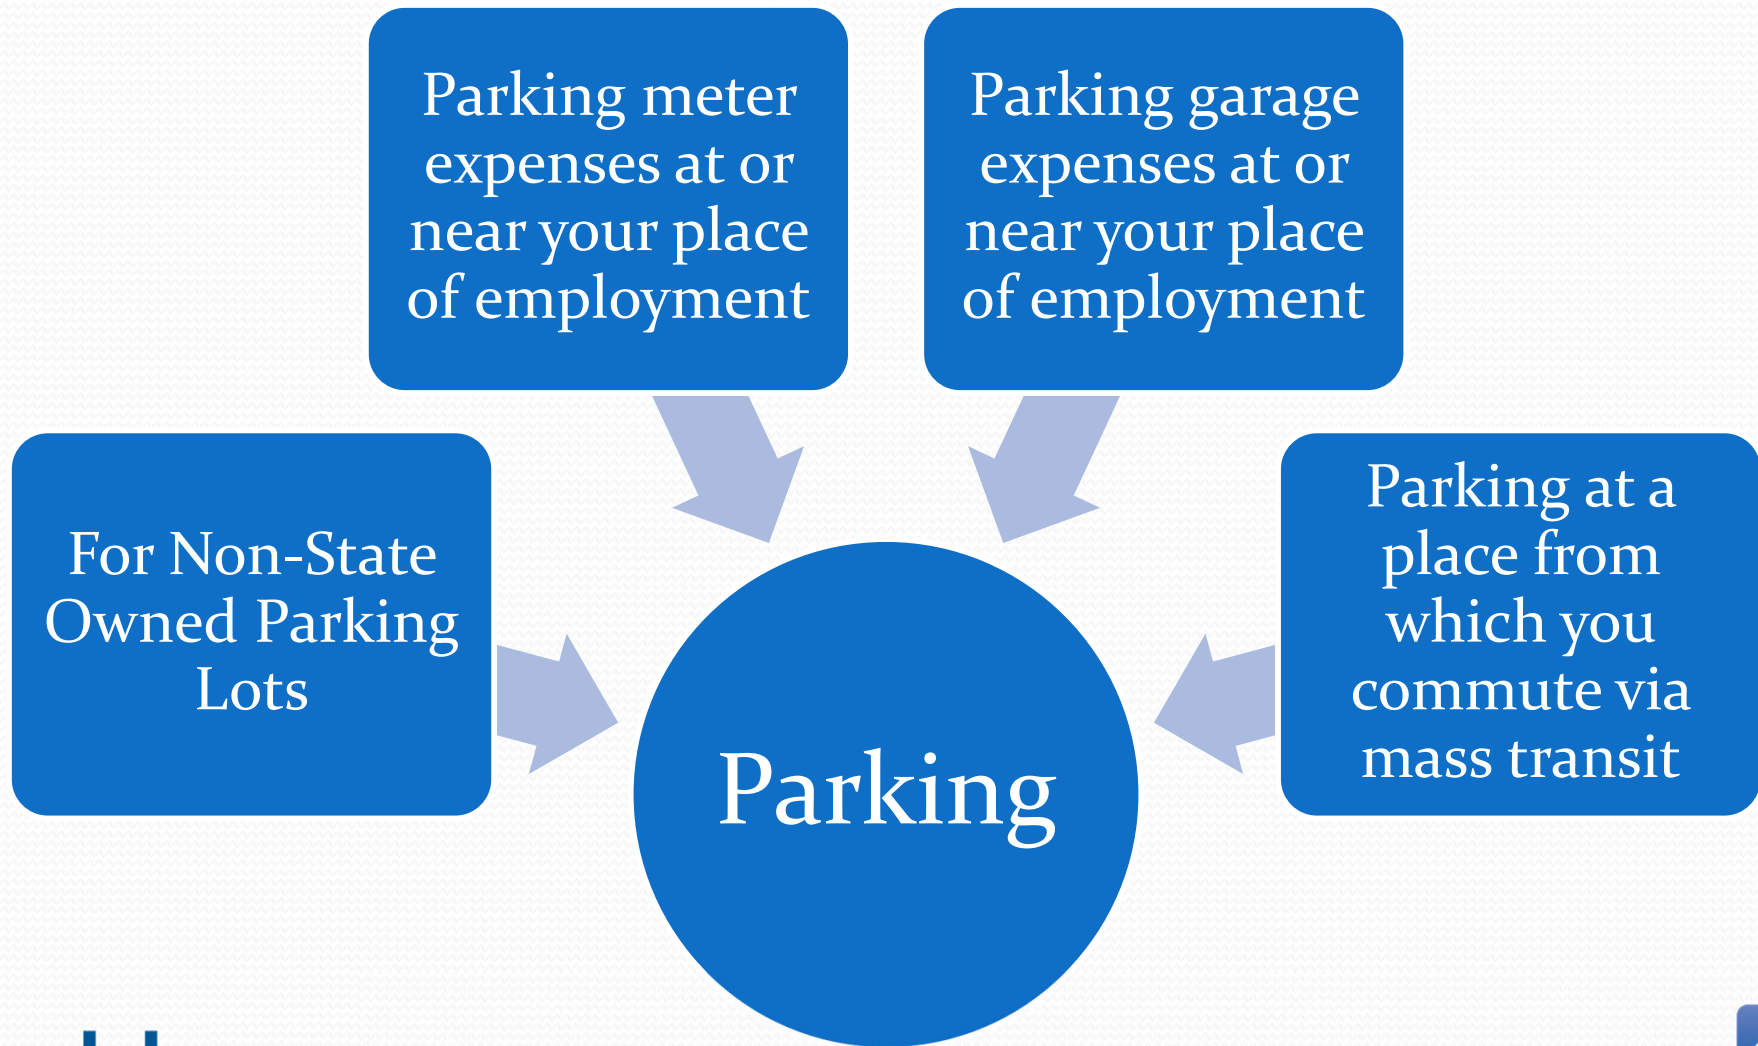 Parking meter
expenses at or
near your place
of employment
Parking garage
expenses at or
near your place
of employment
For Non-State
Owned Parking
Lots
Parking at a
place from
which you
commute via
mass transit
Parking